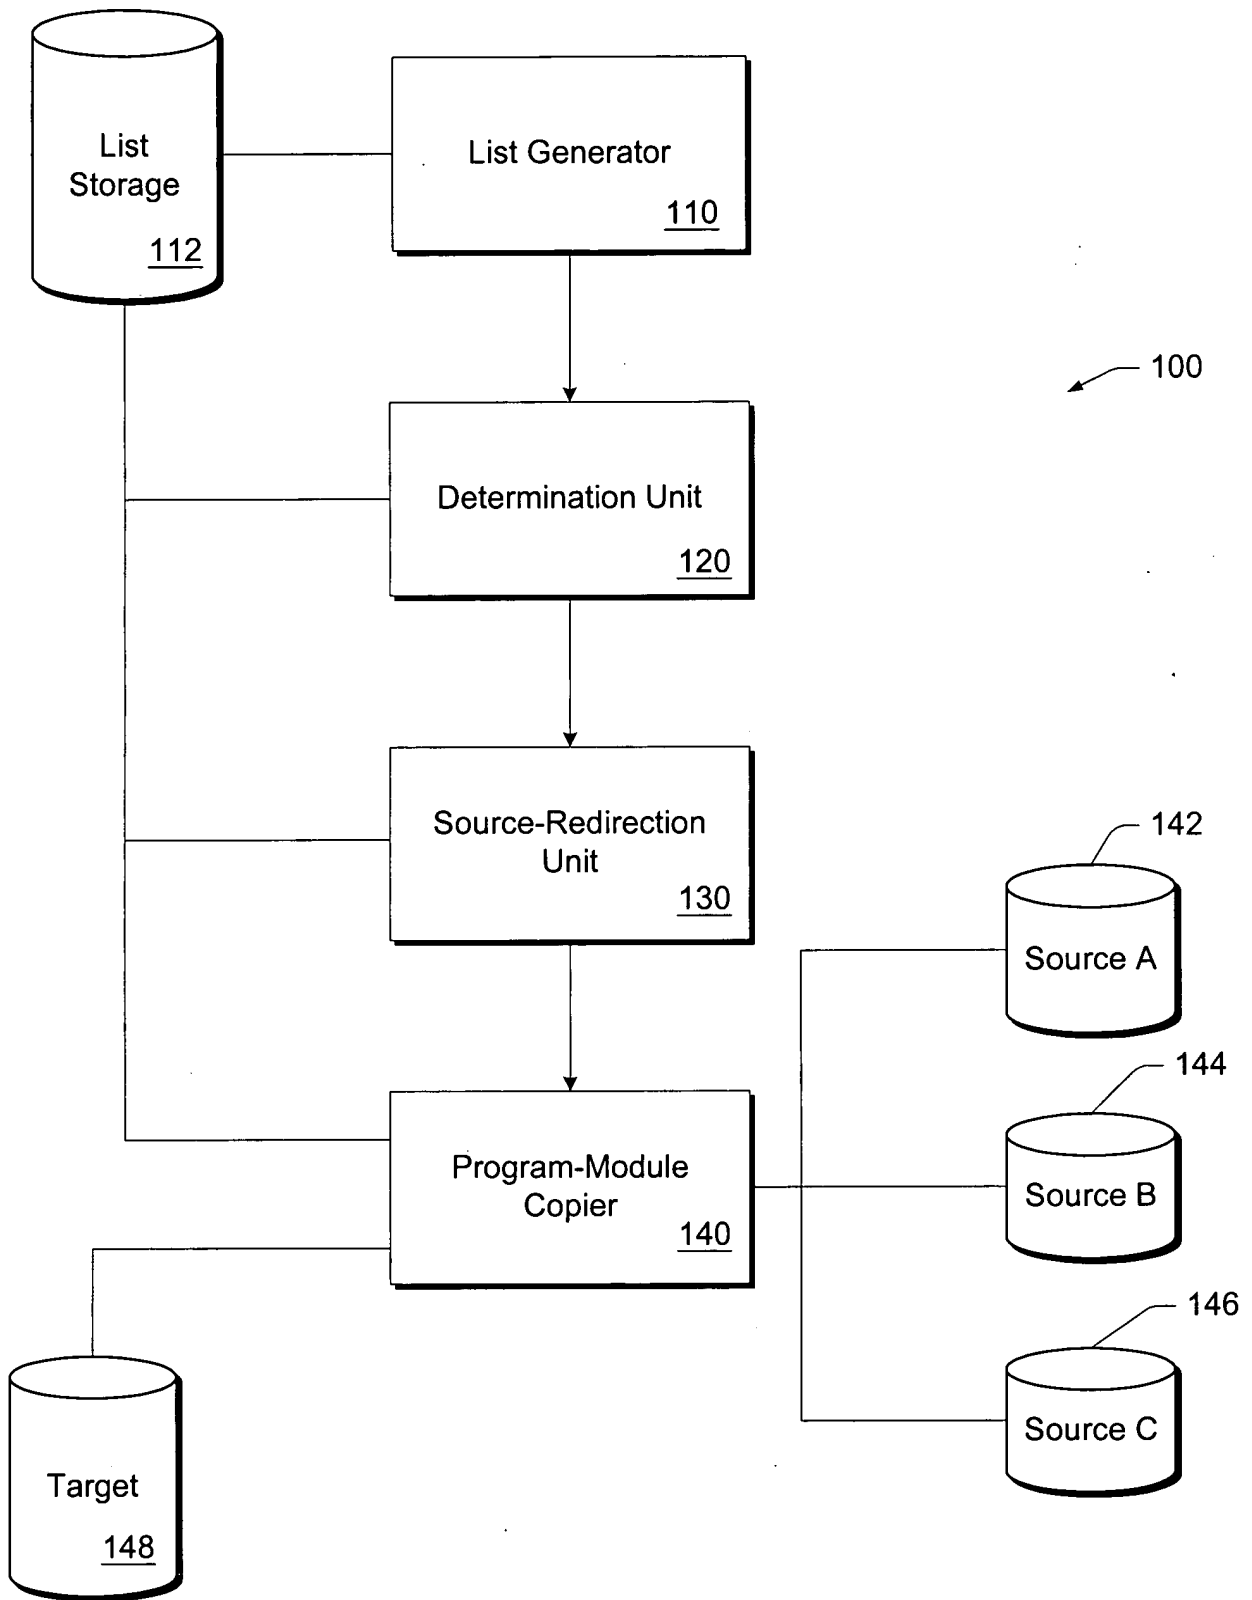 List
Storage
112
List Generator
110
100
Determination Unit
120
Source-Redirection
Unit
130
142
Source A
144
Source B
Program-Module
Copier
140
146
Source C
Target
148